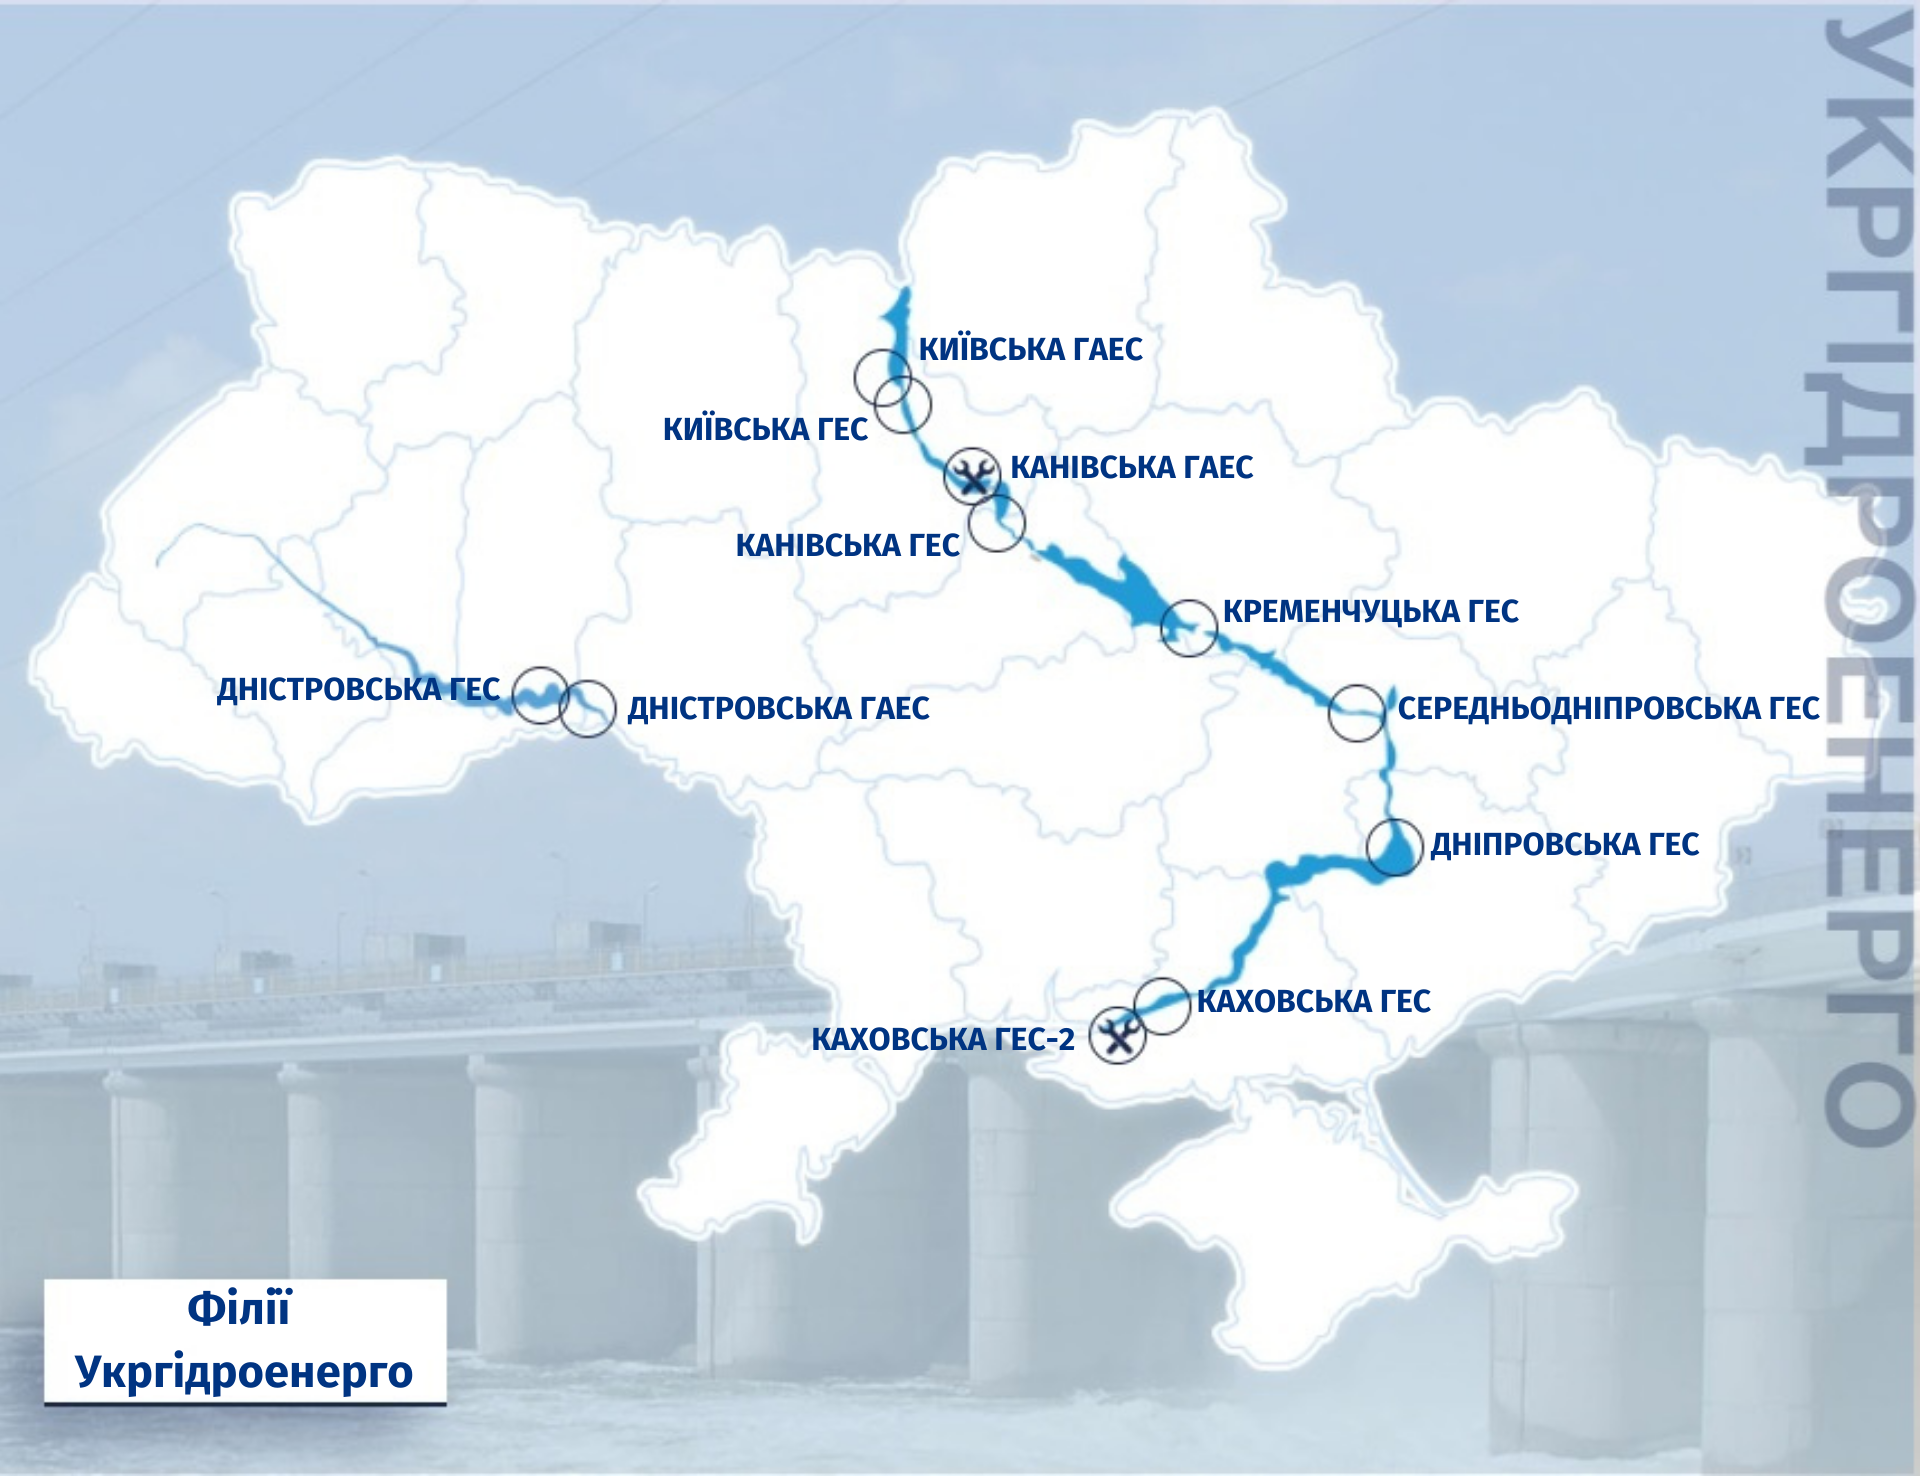 УКРГІДРОЕНЕРГО
КИЇВСЬКА ГАЕС
КИЇВСЬКА ГЕС
КАНІВСЬКА ГАЕС
КАНІВСЬКА ГЕС
КРЕМЕНЧУЦЬКА ГЕС
ДНІСТРОВСЬКА ГЕС
ДНІСТРОВСЬКА ГАЕС
СЕРЕДНЬОДНІПРОВСЬКА ГЕС
ДНІПРОВСЬКА ГЕС
КАХОВСЬКА ГЕС
КАХОВСЬКА ГЕС-2
Філії
Укргідроенерго